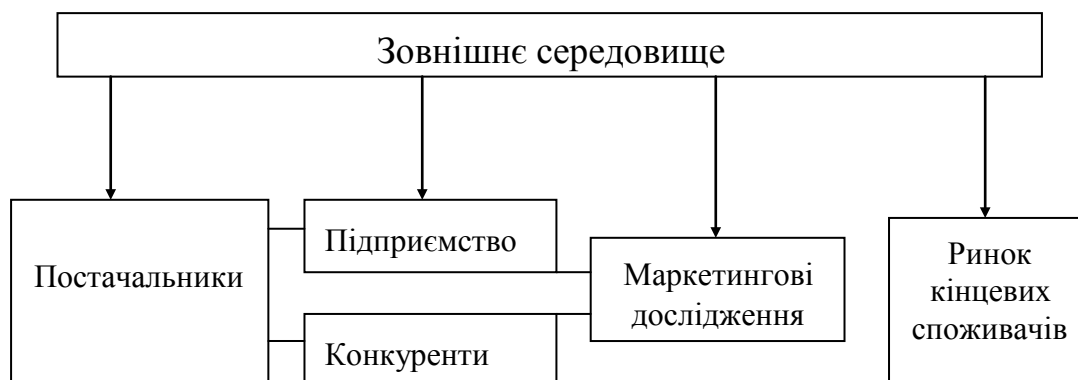 Зовнішнє середовище
Постачальники
Підприємство
Конкуренти
Маркетингові
дослідження
Ринок
кінцевих
споживачів